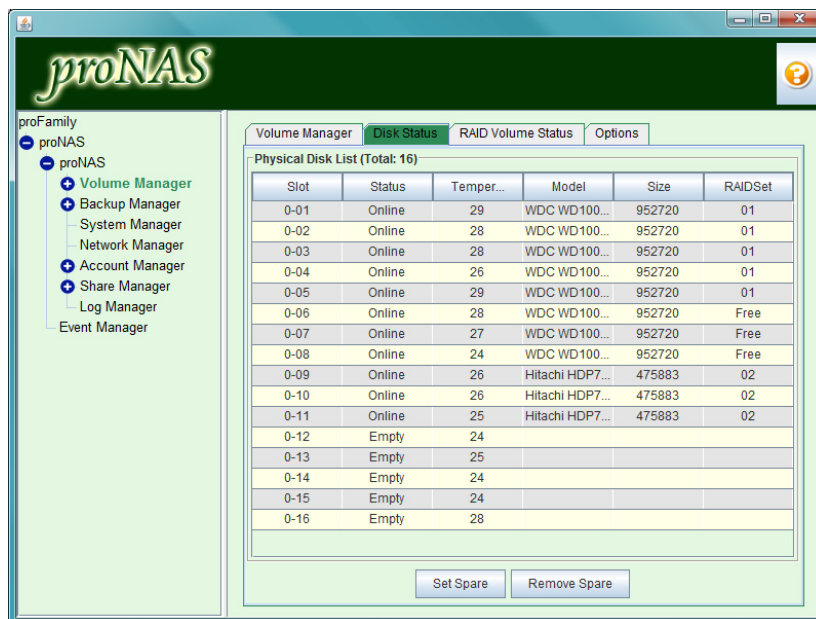 proNAS
proFamily
proNAS
proNAS
Volume Manager
Backup Manager
System Manager
Network Manager
Account Manager
Share Manager
Log Manager
Event Manager
Volume Manager Disk Status RAID Volume Status Options
Physical Disk List (Total: 16)
Slot Status Temper... Model Size RAIDSet
0-01 Online 29 WDC WD100... 952720 01
0-02 Online 28 WDC WD100... 952720 01
0-03 Online 28 WDC WD100... 952720 01
0-04 Online 26 WDC WD100... 952720 01
0-05 Online 29 WDC WD100... 952720 01
0-06 Online 28 WDC WD100... 952720 Free
0-07 Online 27 WDC WD100... 952720 Free
0-08 Online 24 WDC WD100... 952720 Free
0-09 Online 26 Hitachi HDP7... 475883 02
0-10 Online 26 Hitachi HDP7... 475883 02
0-11 Online 25 Hitachi HDP7... 475883 02
0-12 Empty 24
0-13 Empty 25
0-14 Empty 24
0-15 Empty 24
0-16 Empty 28
Set Spare Remove Spare